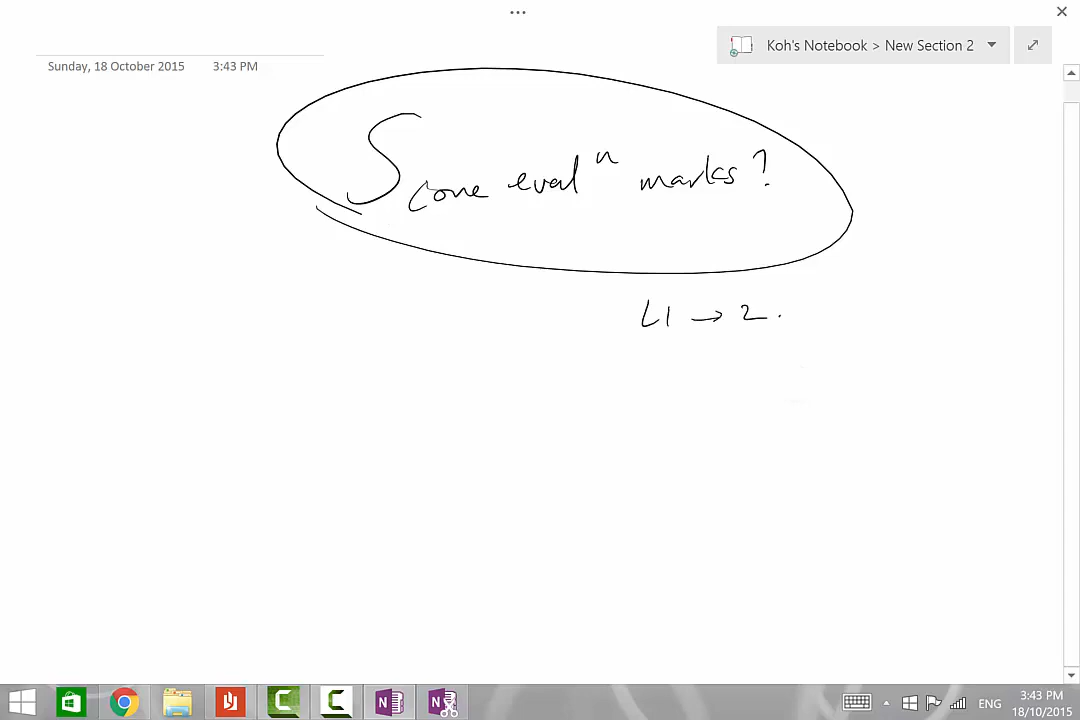 Koh's Notebook > New Section 2
Sunday, 18 October 2015 3:43 PM
Score evalⁿ marks?
L1 → 2.
ENG
3:43 PM
18/10/2015